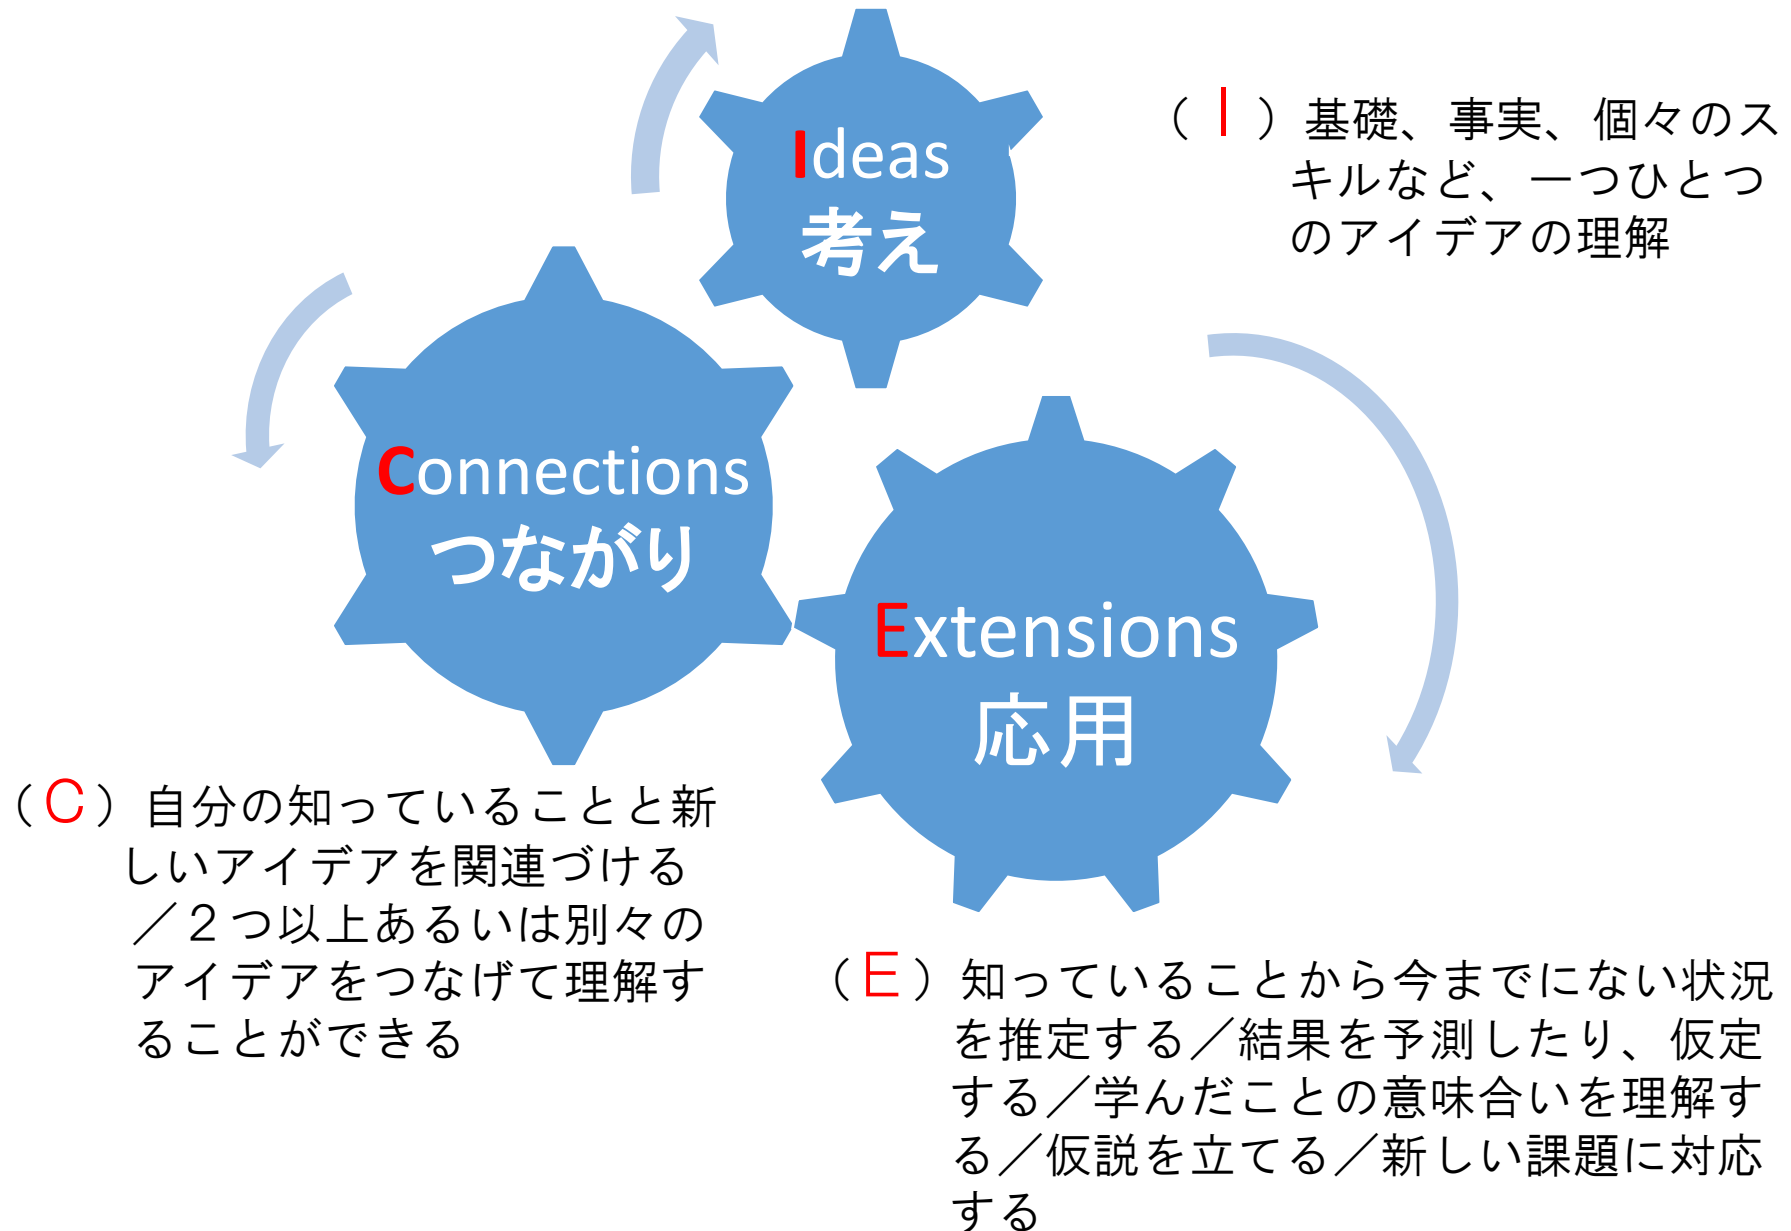 Ideas
考え
（I）基礎、事実、個々のス
キルなど、一つひとつ
のアイデアの理解
Connections
つながり
Extensions
応用
（C）自分の知っていることと新
しいアイデアを関連づける
／２つ以上あるいは別々の
アイデアをつなげて理解す
ることができる
（E）知っていることから今までにない状況
を推定する／結果を予測したり、仮定
する／学んだことの意味合いを理解す
る／仮説を立てる／新しい課題に対応
する